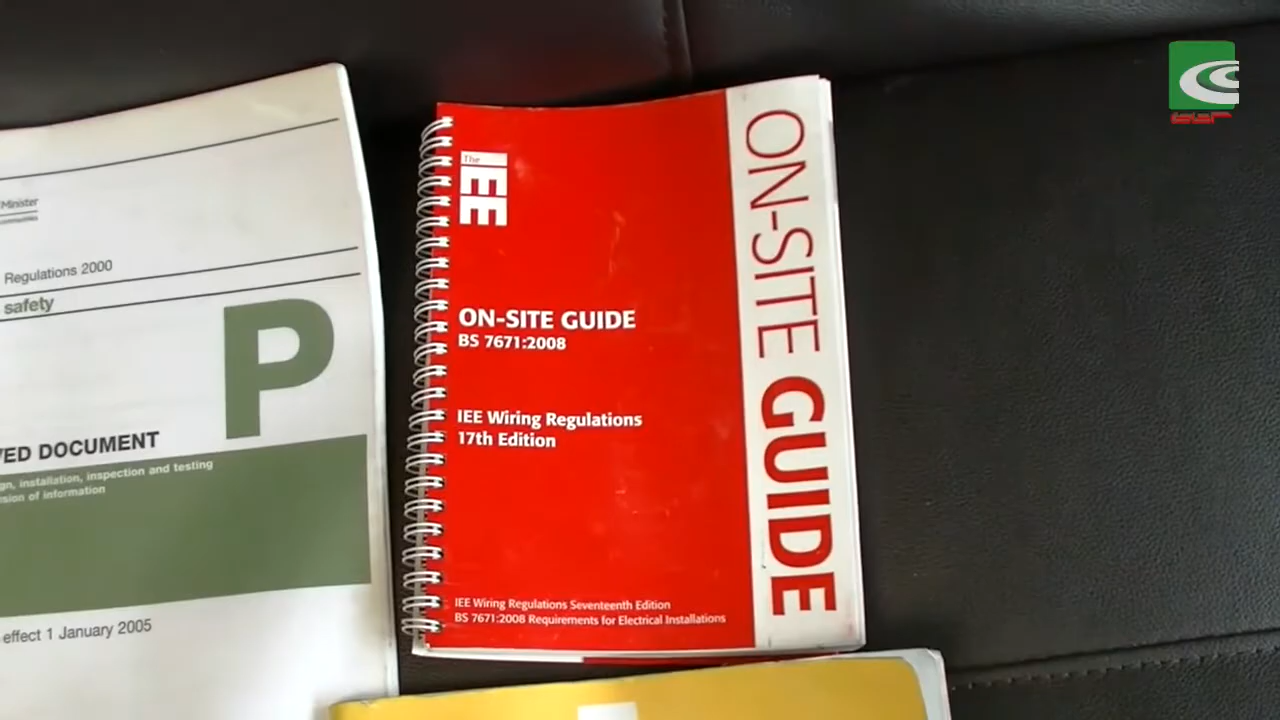 Minister
Regulations 2000
safety
P
VED DOCUMENT
gn, installation, inspection and testing
ision of information
effect 1 January 2005
The
IEE
ON-SITE GUIDE
BS 7671:2008
IEE Wiring Regulations
17th Edition
IEE Wiring Regulations Seventeenth Edition
BS 7671:2008 Requirements for Electrical Installations
ON-SITE GUIDE